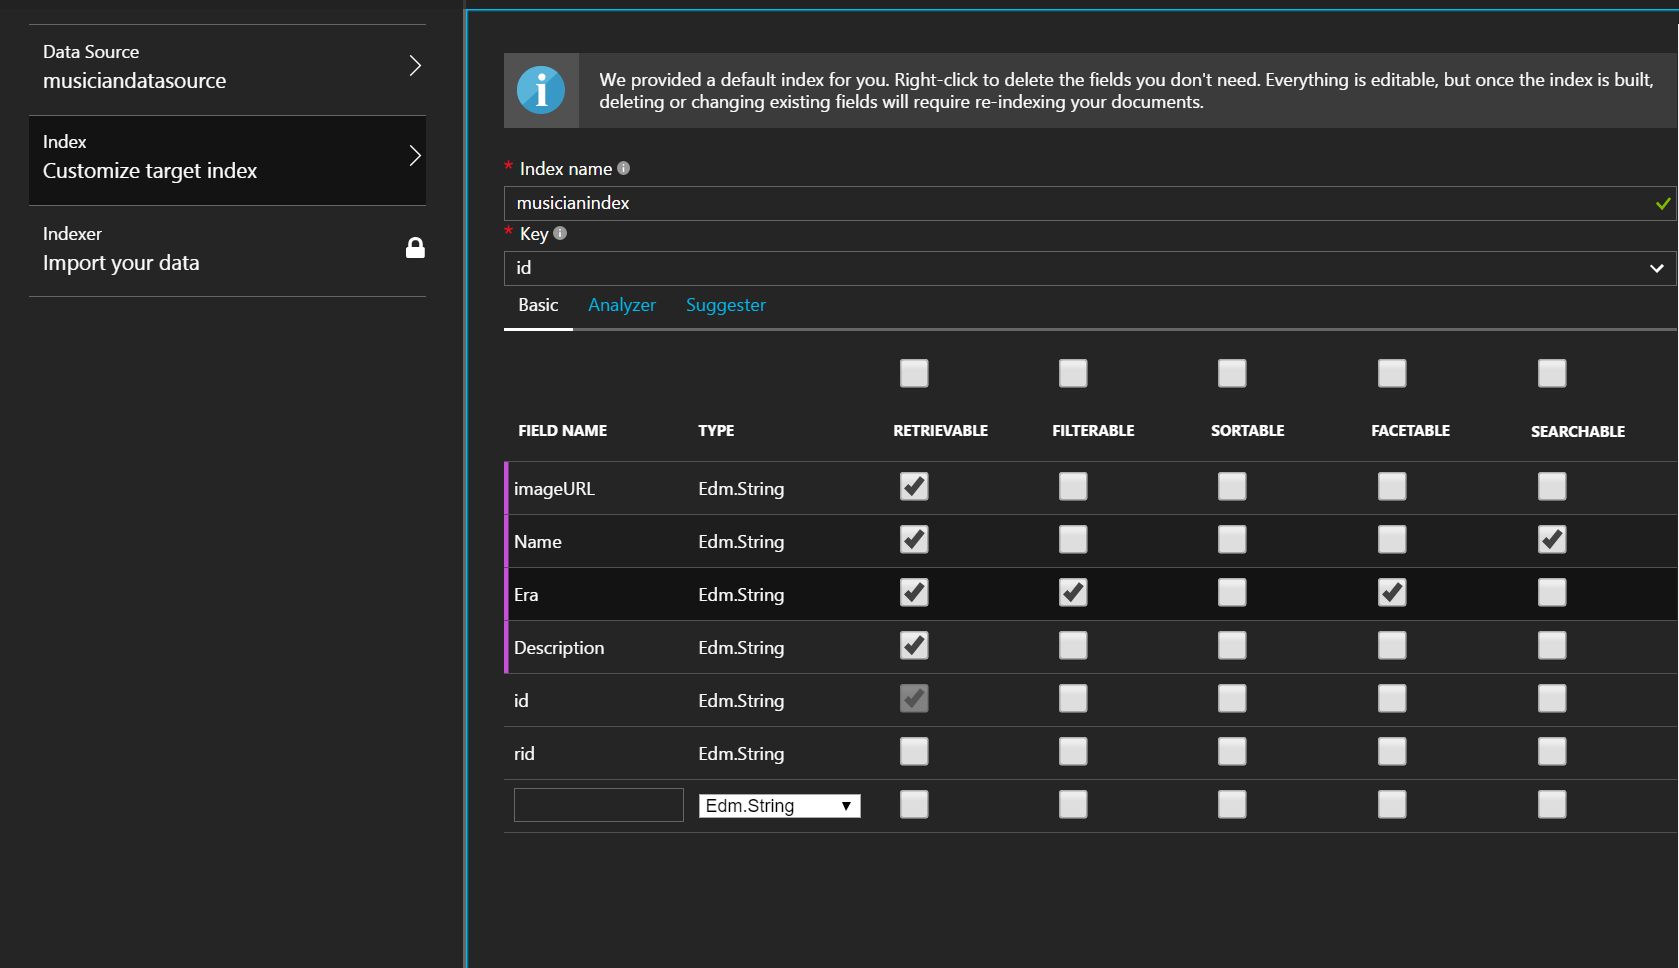 Data Source
musiciandatasource
Index
Customize target index
Indexer
Import your data
We provided a default index for you. Right-click to delete the fields you don't need. Everything is editable, but once the index is built,
deleting or changing existing fields will require re-indexing your documents.
* Index name
musicianindex
* Key
id
Basic Analyzer Suggester
FIELD NAME TYPE RETRIEVABLE FILTERABLE SORTABLE FACETABLE SEARCHABLE
imageURL Edm.String
Name Edm.String
Era Edm.String
Description Edm.String
id Edm.String
rid Edm.String
Edm.String